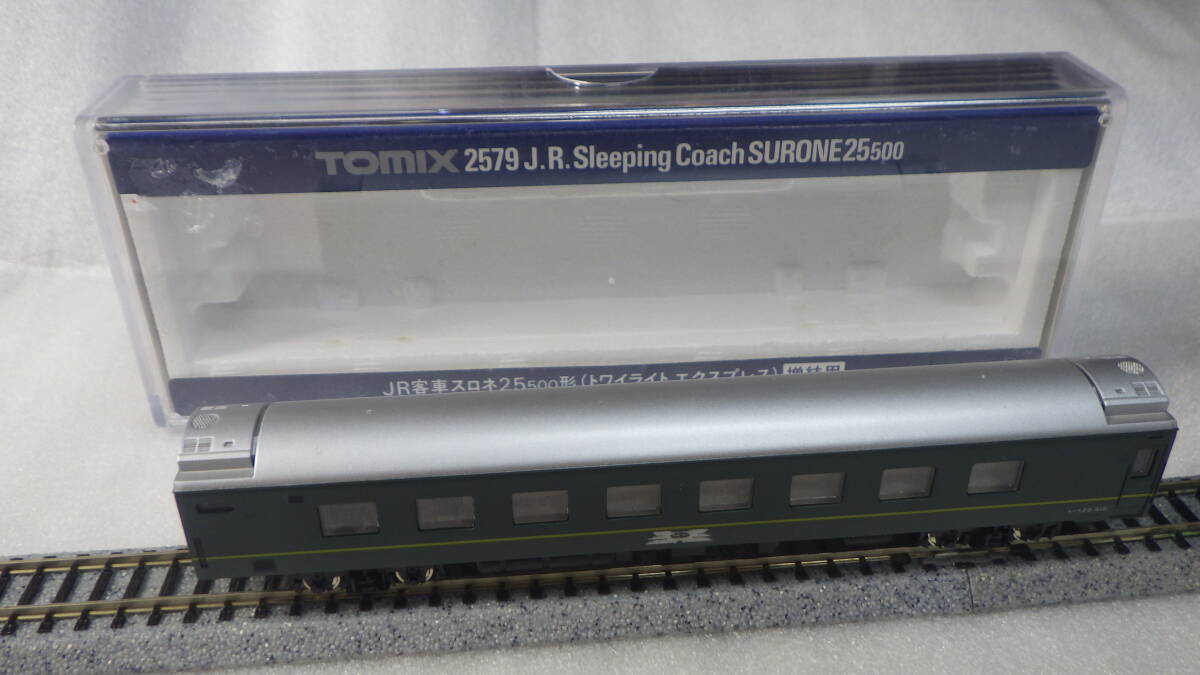 TOMIX 2579 J.R. Sleeping Coach SURONE25500
JR客車スロネ25500形(トワイライトエクスプレス) 増結用